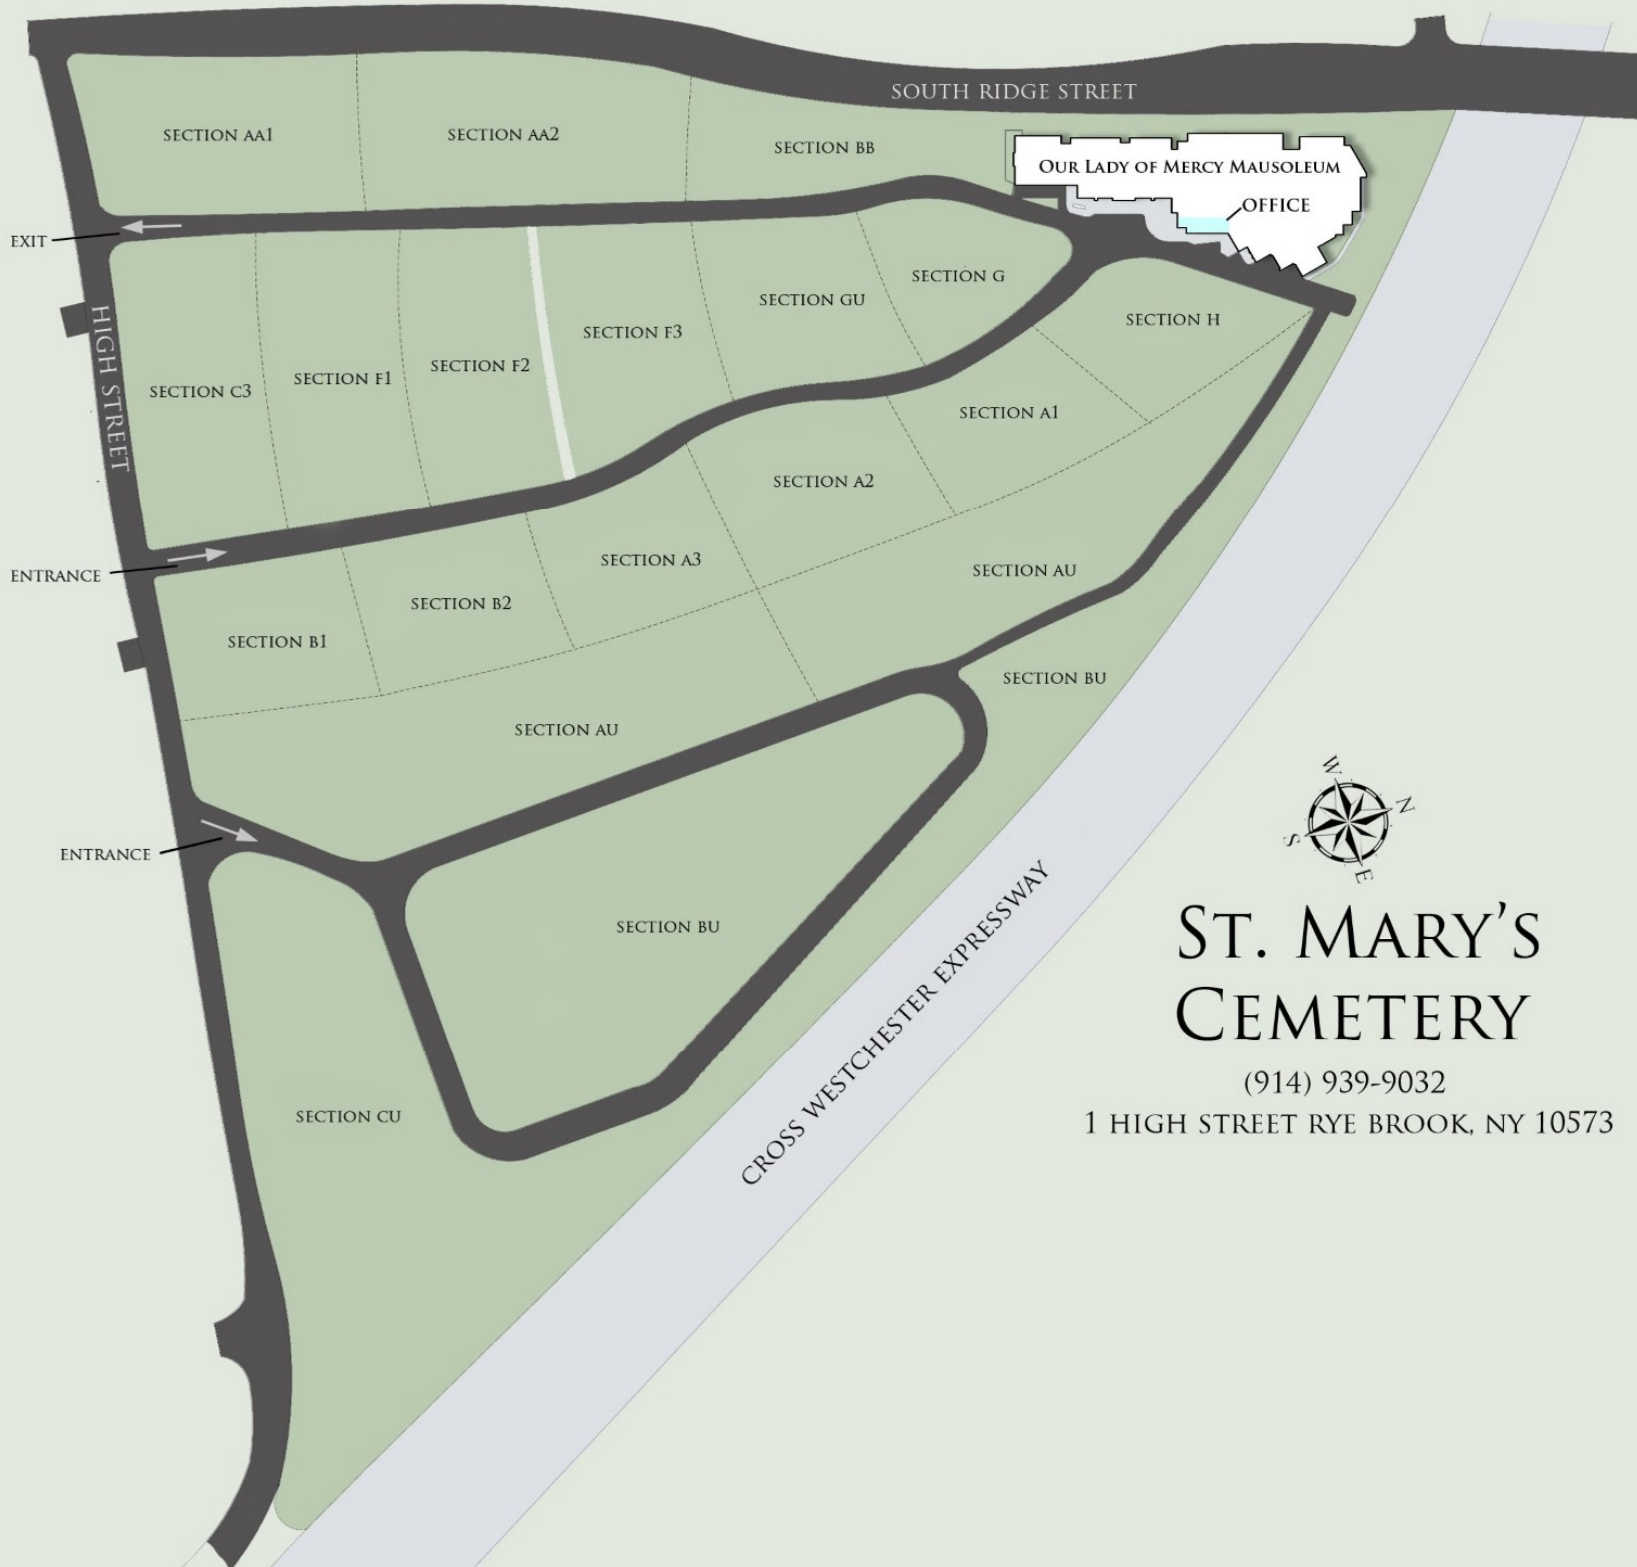 SOUTH RIDGE STREET
SECTION AA1
SECTION AA2
SECTION BB
OUR LADY OF MERCY MAUSOLEUM
OFFICE
EXIT
HIGH STREET
SECTION C3
SECTION F1
SECTION F2
SECTION F3
SECTION GU
SECTION G
SECTION H
SECTION A1
SECTION A2
SECTION A3
SECTION AU
ENTRANCE
SECTION B1
SECTION B2
SECTION AU
SECTION BU
ENTRANCE
SECTION BU
SECTION CU
CROSS WESTCHESTER EXPRESSWAY
W
N
S
E
ST. MARY'S
CEMETERY
(914) 939-9032
1 HIGH STREET RYE BROOK, NY 10573